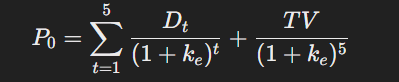 P_0 = \sum_{t=1}^{5} \frac{D_t}{(1+k_e)^t} + \frac{TV}{(1+k_e)^5}